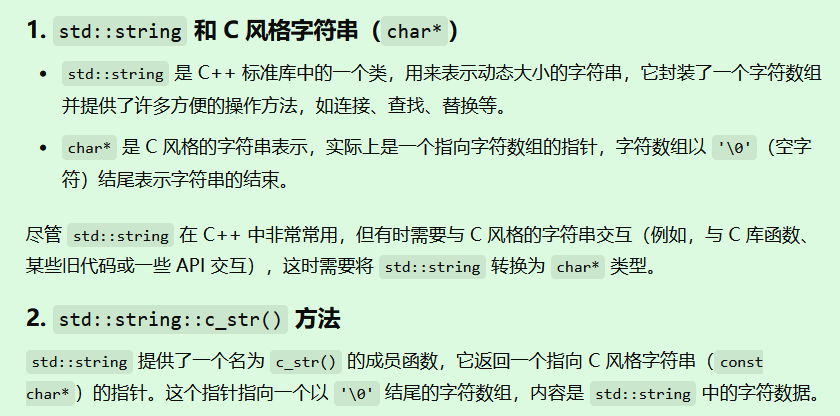 1. std::string 和 C 风格字符串（char*）
• std::string 是 C++ 标准库中的一个类，用来表示动态大小的字符串，它封装了一个字符数组
并提供了许多方便的操作方法，如连接、查找、替换等。
• char* 是 C 风格的字符串表示，实际上是一个指向字符数组的指针，字符数组以 '\0'（空字
符）结尾表示字符串的结束。
尽管 std::string 在 C++ 中非常常用，但有时需要与 C 风格的字符串交互（例如，与 C 库函数、
某些旧代码或一些 API 交互），这时需要将 std::string 转换为 char* 类型。
2. std::string::c_str() 方法
std::string 提供了一个名为 c_str() 的成员函数，它返回一个指向 C 风格字符串（const
char*）的指针。这个指针指向一个以 '\0' 结尾的字符数组，内容是 std::string 中的字符数据。